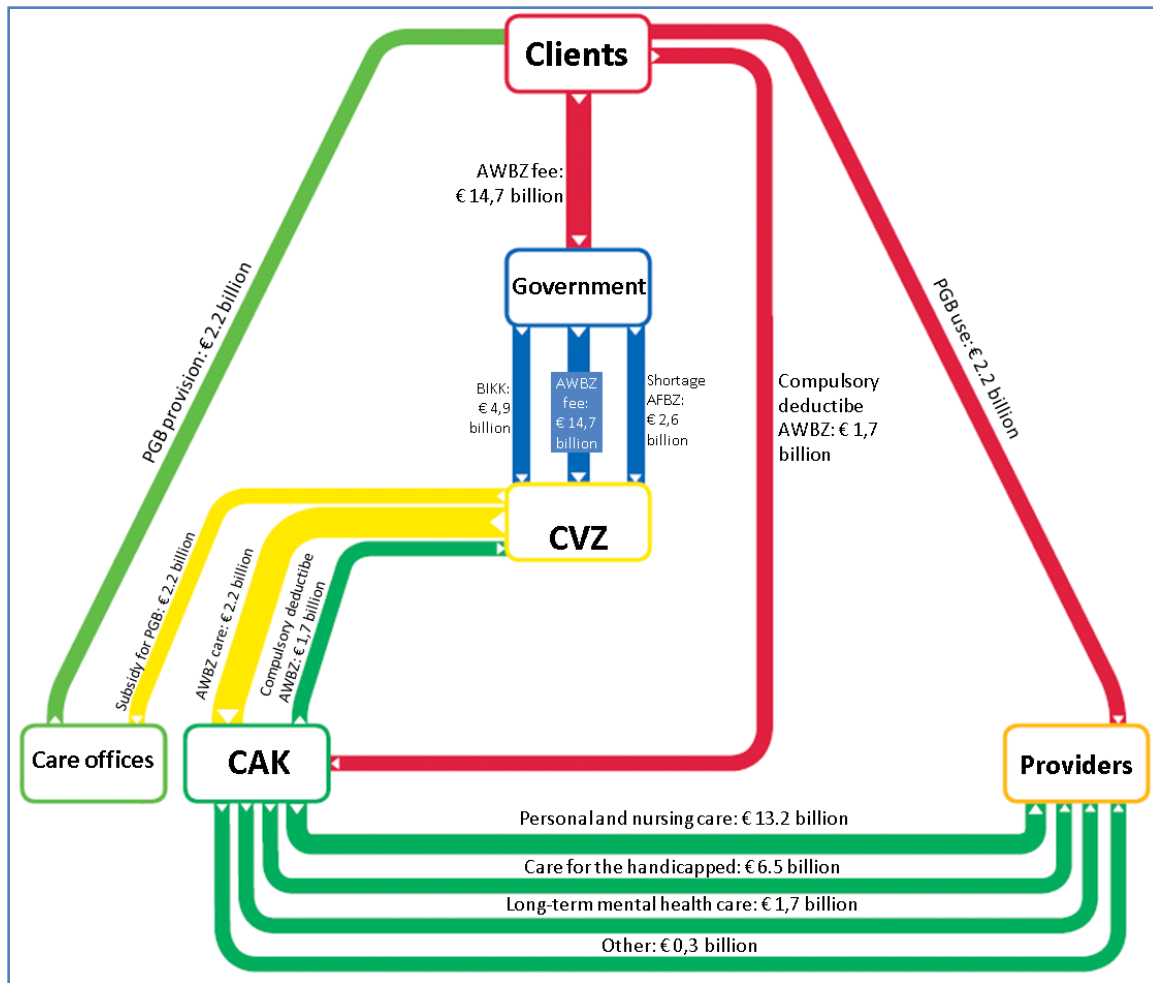 Clients
AWBZ fee:
€ 14,7 billion
Government
PGB provision: € 2.2 billion
PGB use: € 2.2 billion
BIKK:
€ 4,9
billion
AWBZ
fee:
€ 14,7
billion
Shortage
AFBZ:
€ 2,6
billion
Compulsory
deductibe
AWBZ: € 1,7
billion
CVZ
Subsidy for PGB: € 2.2 billion
AWBZ care: € 2.2 billion
Compulsory deductibe
AWBZ: € 1,7 billion
Care offices
CAK
Providers
Personal and nursing care: € 13.2 billion
Care for the handicapped: € 6.5 billion
Long-term mental health care: € 1,7 billion
Other: € 0,3 billion